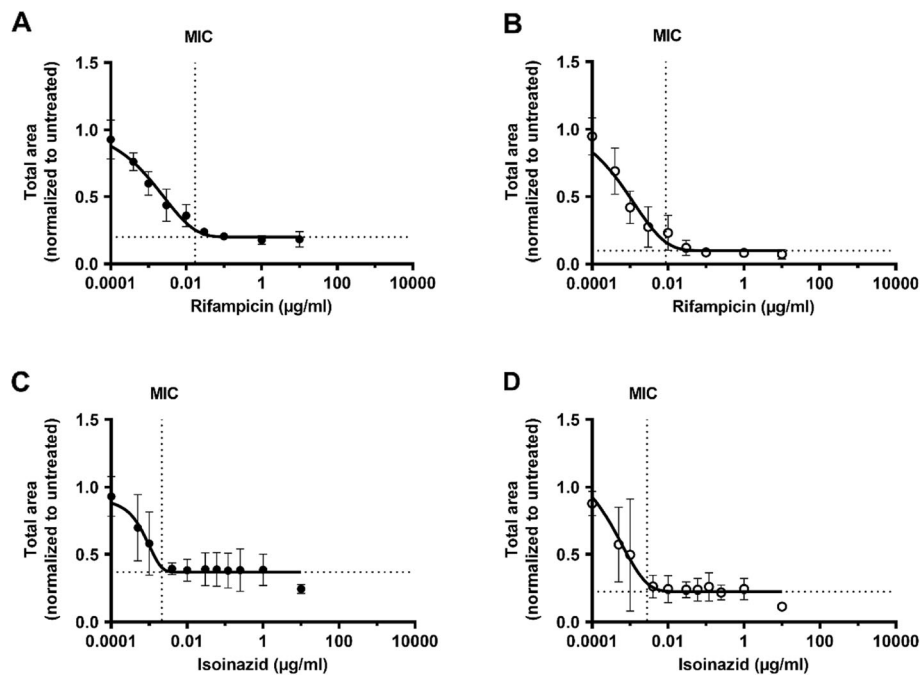 A
MIC
Total area
(normalized to untreated)
1.5
1.0
0.5
0.0
0.0001
0.01
1
100
10000
Rifampicin (µg/ml)
B
MIC
Total area
(normalized to untreated)
1.5
1.0
0.5
0.0
0.0001
0.01
1
100
10000
Rifampicin (µg/ml)
C
MIC
Total area
(normalized to untreated)
1.5
1.0
0.5
0.0
0.0001
0.01
1
100
10000
Isoinazid (µg/ml)
D
MIC
Total area
(normalized to untreated)
1.5
1.0
0.5
0.0
0.0001
0.01
1
100
10000
Isoinazid (µg/ml)